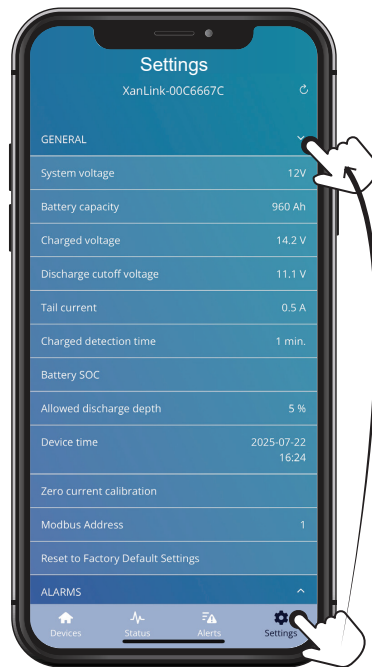 Settings
XanLink-00C6667C
GENERAL
System voltage 12V
Battery capacity 960 Ah
Charged voltage 14.2 V
Discharge cutoff voltage 11.1 V
Tail current 0.5 A
Charged detection time 1 min.
Battery SOC
Allowed discharge depth 5 %
Device time 2025-07-22
16:24
Zero current calibration
Modbus Address 1
Reset to Factory Default Settings
ALARMS
Devices Status Alerts Settings